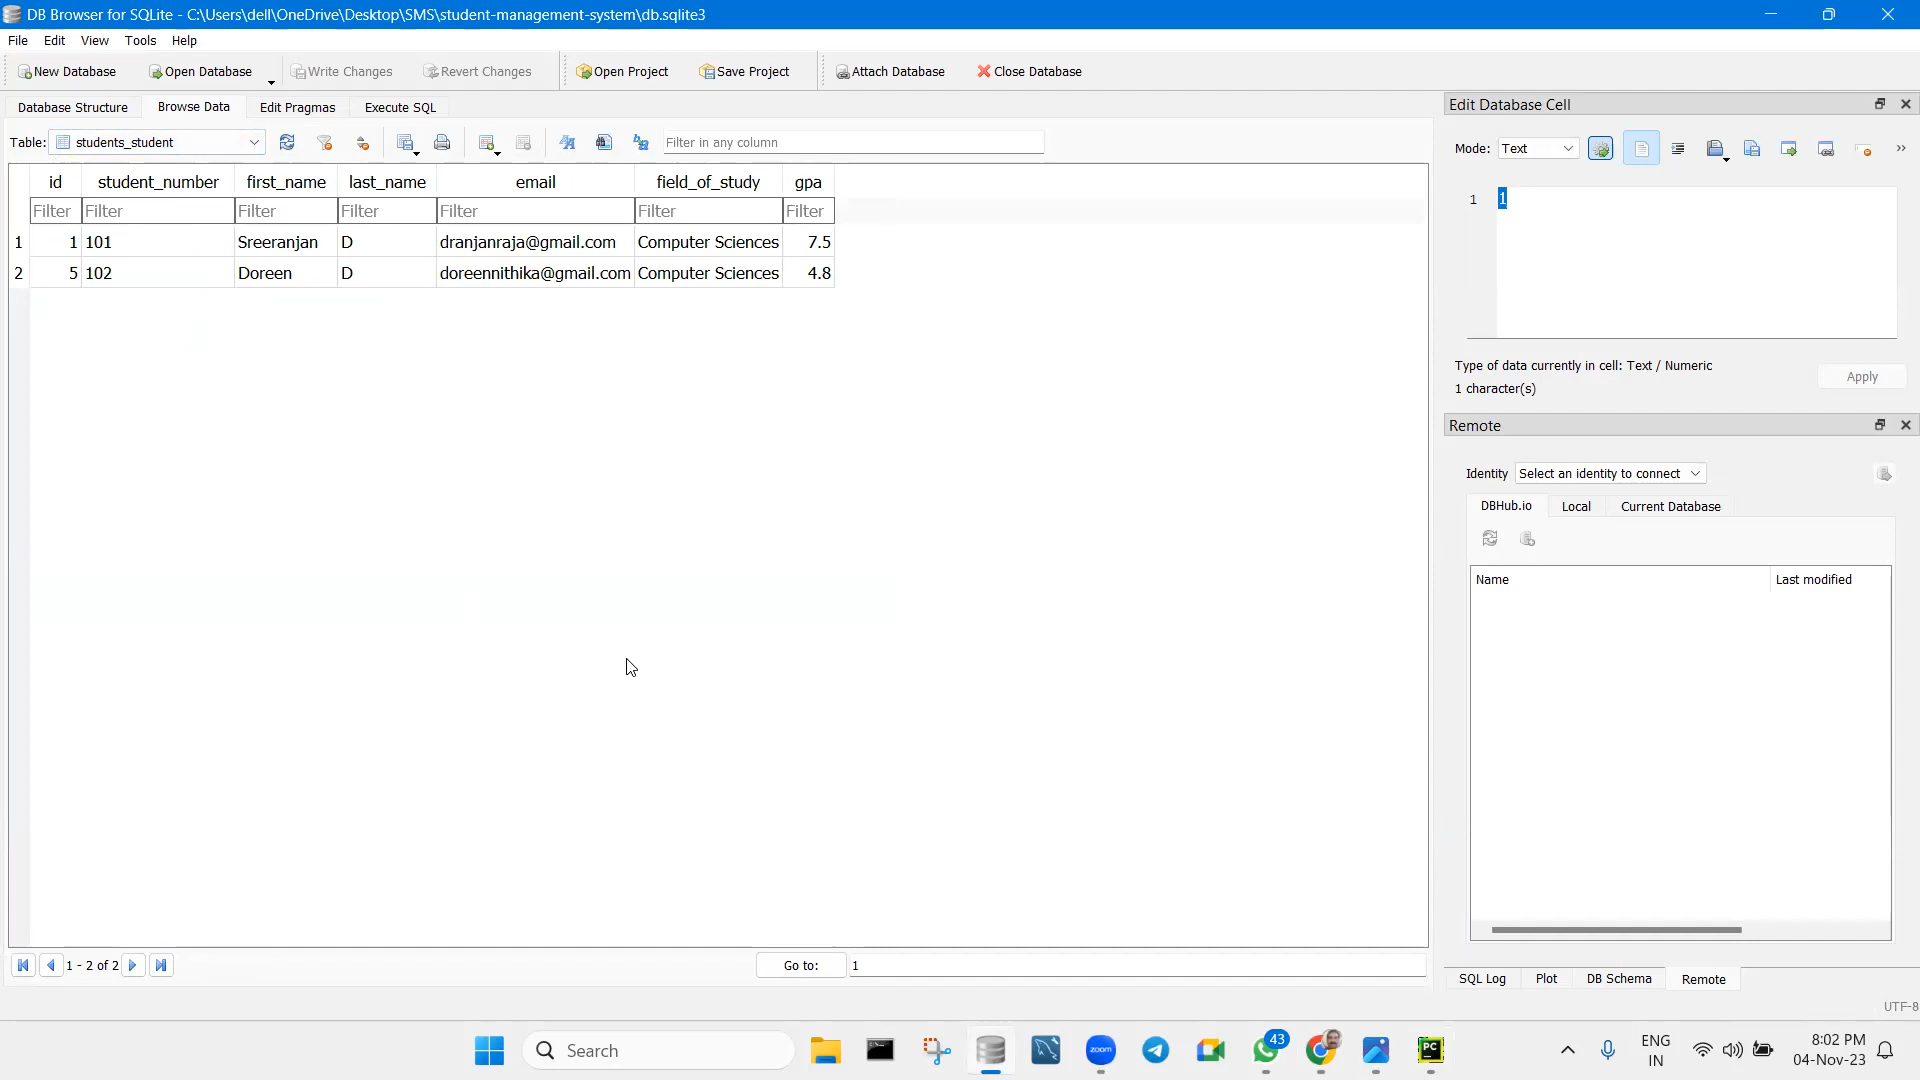 DB Browser for SQLite - C:\Users\dell\OneDrive\Desktop\SMS\student-management-system\db.sqlite3
File Edit View Tools Help
New Database Open Database Write Changes Revert Changes Open Project Save Project Attach Database Close Database
Database Structure Browse Data Edit Pragmas Execute SQL
Table: students_student Filter in any column
id student_number first_name last_name email field_of_study gpa
Filter Filter Filter Filter Filter Filter Filter
1 1 101 Sreeranjan D dranjanraja@gmail.com Computer Sciences 7.5
2 5 102 Doreen D doreennithika@gmail.com Computer Sciences 4.8
1 - 2 of 2 Go to: 1
Edit Database Cell
Mode: Text
1 1
Type of data currently in cell: Text / Numeric
1 character(s)
Apply
Remote
Identity Select an identity to connect
DBHub.io Local Current Database
Name Last modified
SQL Log Plot DB Schema Remote
UTF-8
Search
zoom
43
PC
ENG
IN
8:02 PM
04-Nov-23